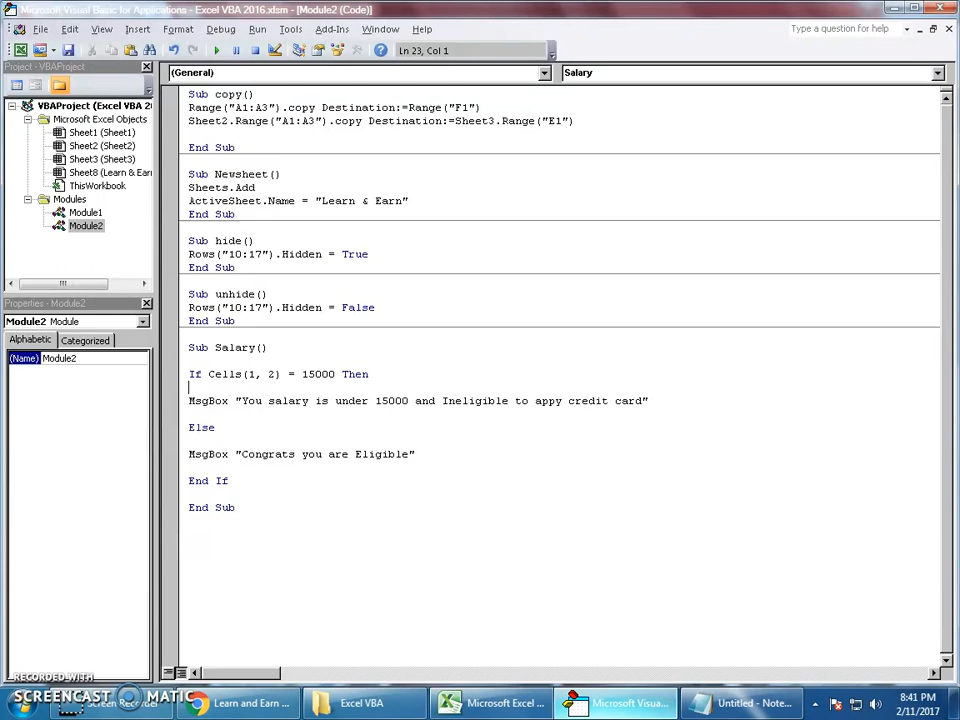 Microsoft Visual Basic for Applications - Excel VBA 2016.xlsm - [Module2 (Code)]
File Edit View Insert Format Debug Run Tools Add-Ins Window Help
Type a question for help
Ln 23, Col 1
Project - VBAProject
(General)
Salary
VBAProject (Excel VBA 20
Microsoft Excel Objects
Sheet1 (Sheet1)
Sheet2 (Sheet2)
Sheet3 (Sheet3)
Sheet8 (Learn & Earn
ThisWorkbook
Modules
Module1
Module2
Properties - Module2
Module2 Module
Alphabetic Categorized
(Name) Module2
Sub copy()
Range("A1:A3").copy Destination:=Range("F1")
Sheet2.Range("A1:A3").copy Destination:=Sheet3.Range("E1")
End Sub
Sub Newsheet()
Sheets.Add
ActiveSheet.Name = "Learn & Earn"
End Sub
Sub hide()
Rows("10:17").Hidden = True
End Sub
Sub unhide()
Rows("10:17").Hidden = False
End Sub
Sub Salary()
If Cells(1, 2) = 15000 Then
MsgBox "You salary is under 15000 and Ineligible to appy credit card"
Else
MsgBox "Congrats you are Eligible"
End If
End Sub
RECORDED WITH
SCREENCAST MATIC
Screen Recorder
Learn and Earn ...
Excel VBA
Microsoft Excel ...
Microsoft Visua...
Untitled - Note...
8:41 PM
2/11/2017